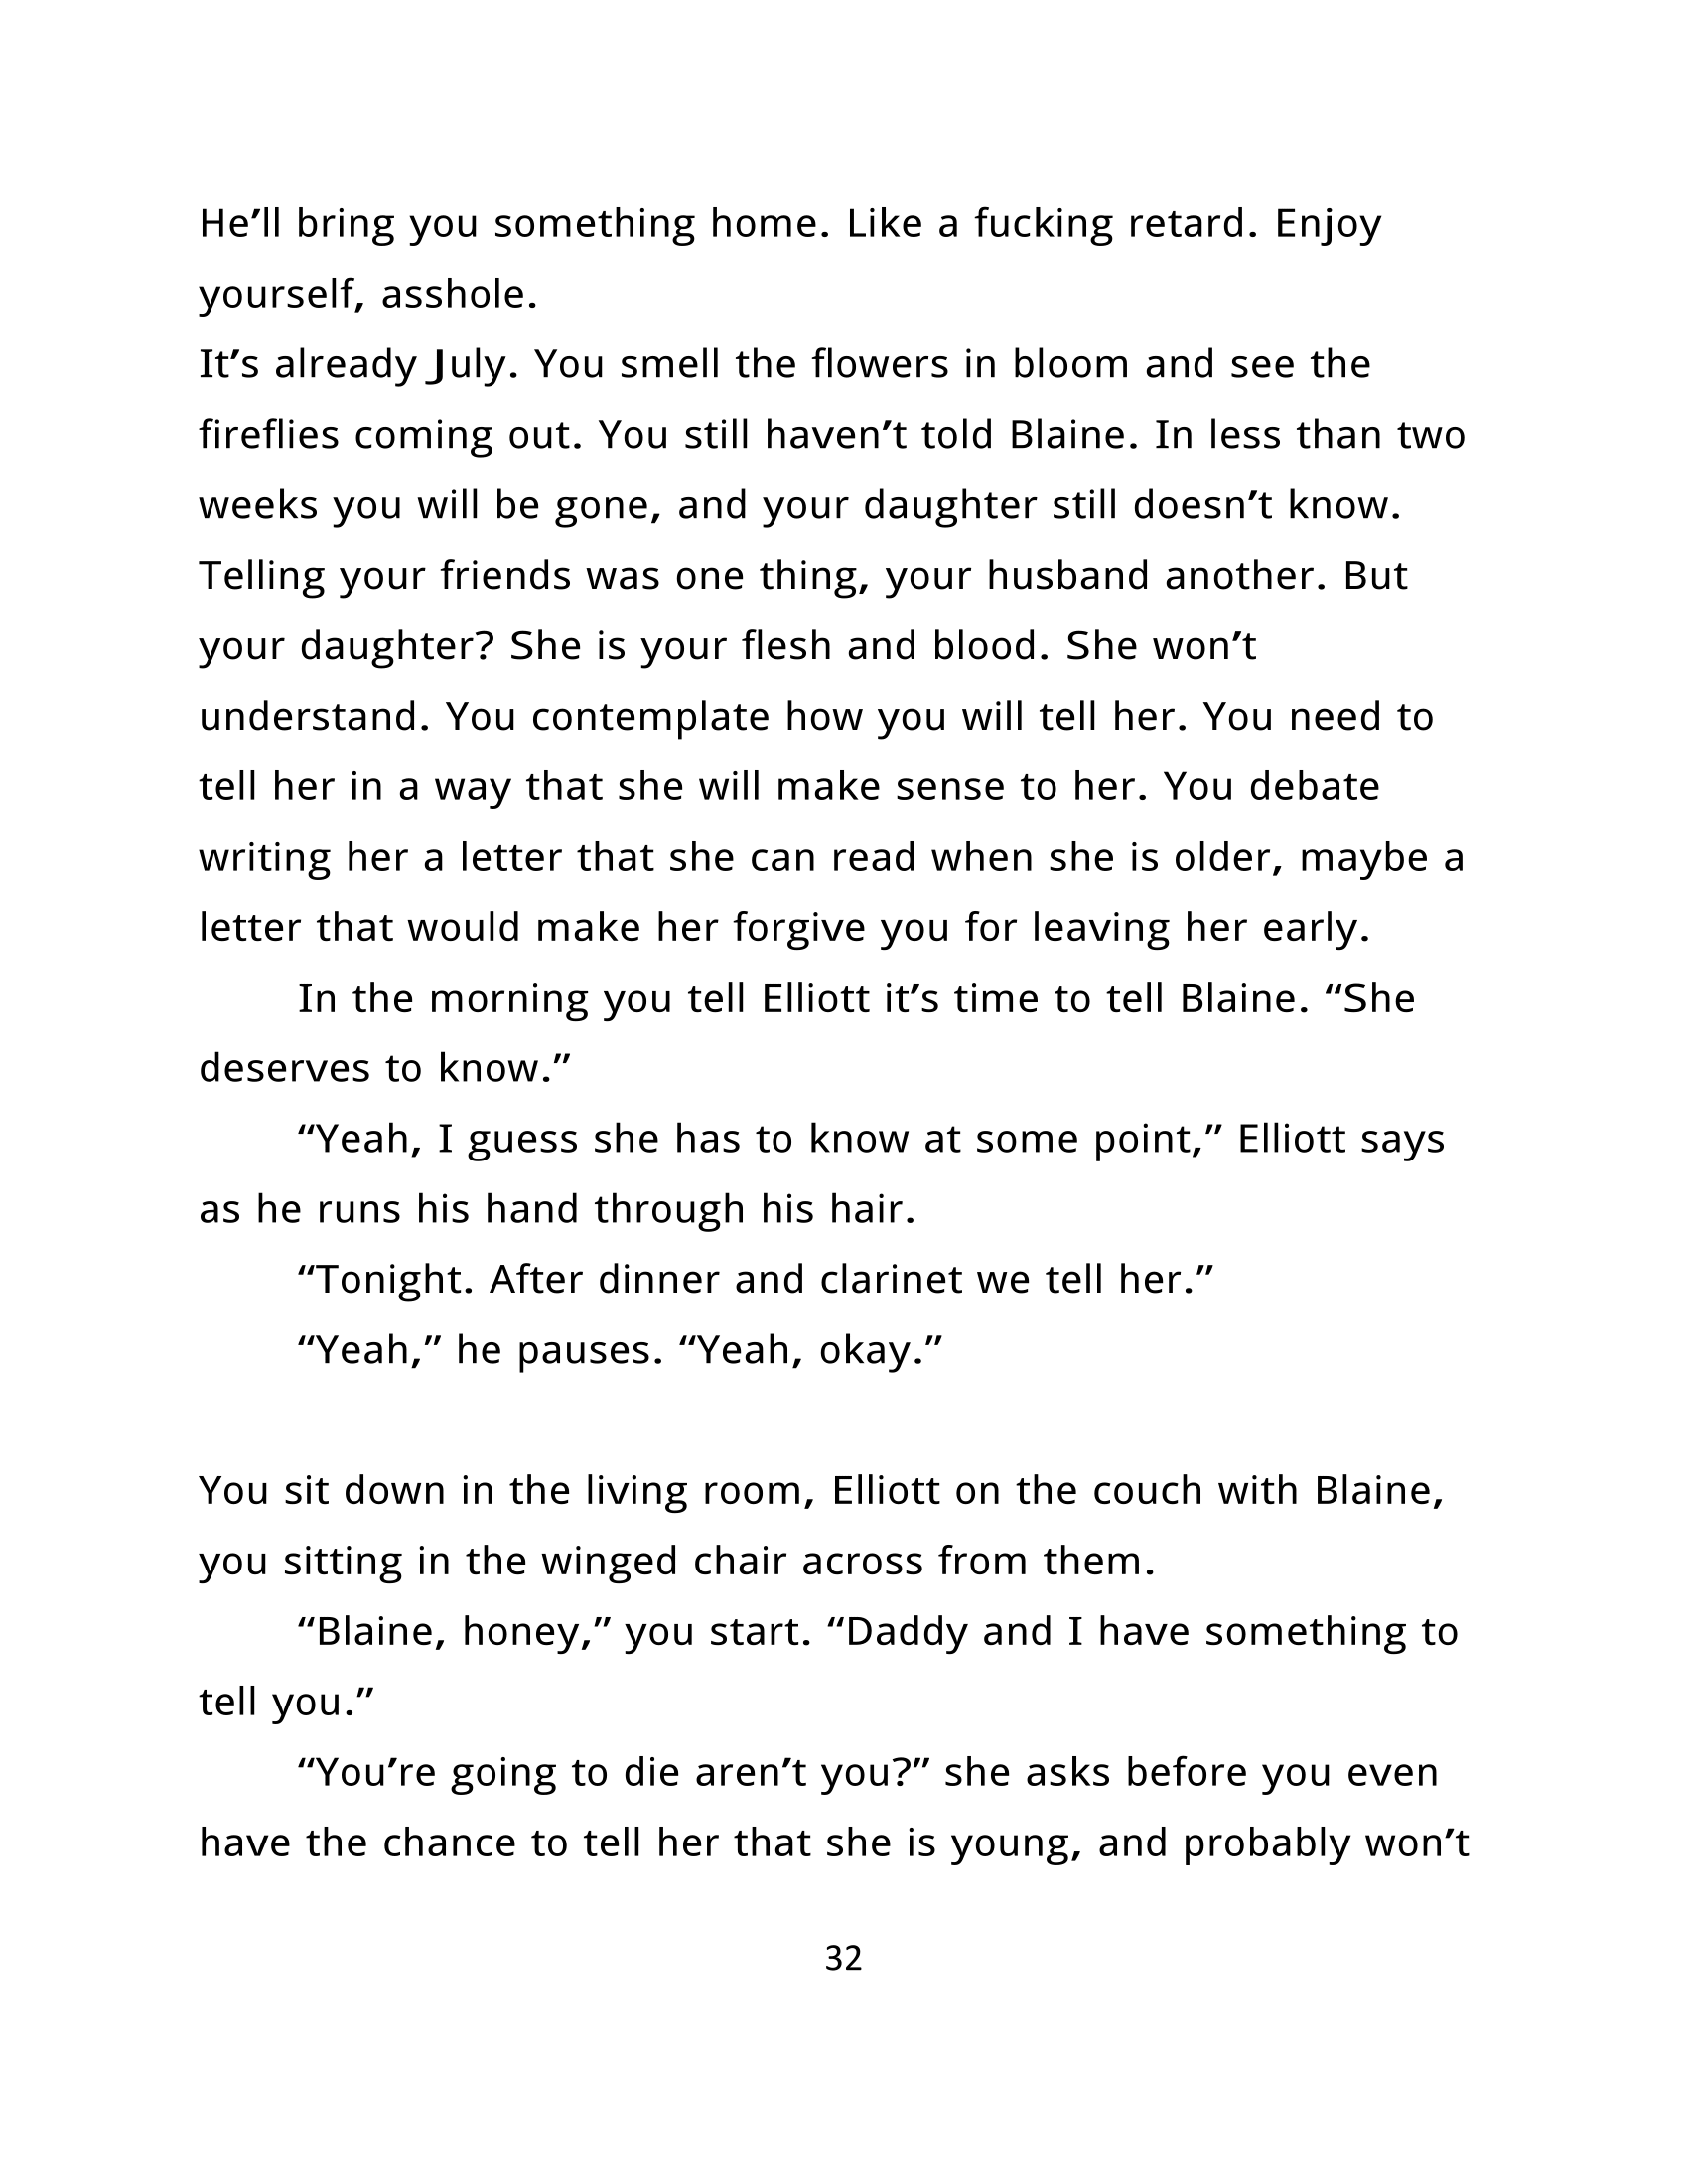 He’ll bring you something home. Like a fucking retard. Enjoy
yourself, asshole.
It’s already July. You smell the flowers in bloom and see the
fireflies coming out. You still haven’t told Blaine. In less than two
weeks you will be gone, and your daughter still doesn’t know.
Telling your friends was one thing, your husband another. But
your daughter? She is your flesh and blood. She won’t
understand. You contemplate how you will tell her. You need to
tell her in a way that she will make sense to her. You debate
writing her a letter that she can read when she is older, maybe a
letter that would make her forgive you for leaving her early.
In the morning you tell Elliott it’s time to tell Blaine. “She
deserves to know.”
“Yeah, I guess she has to know at some point,” Elliott says
as he runs his hand through his hair.
“Tonight. After dinner and clarinet we tell her.”
“Yeah,” he pauses. “Yeah, okay.”
You sit down in the living room, Elliott on the couch with Blaine,
you sitting in the winged chair across from them.
“Blaine, honey,” you start. “Daddy and I have something to
tell you.”
“You’re going to die aren’t you?” she asks before you even
have the chance to tell her that she is young, and probably won’t
32